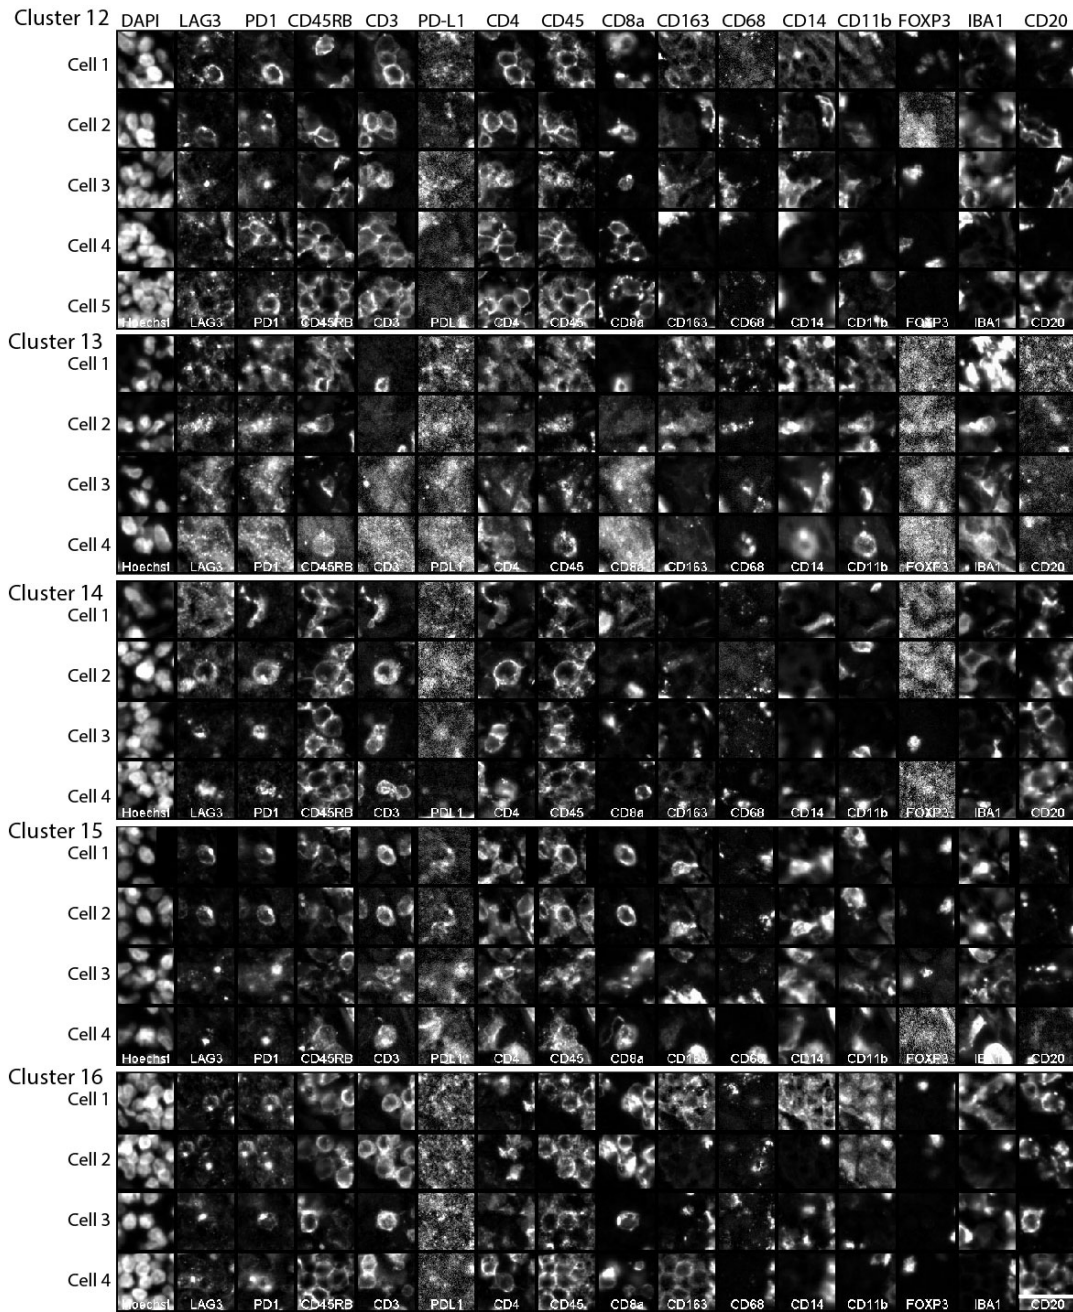 Cluster 12 DAPI LAG3 PD1 CD45RB CD3 PD-L1 CD4 CD45 CD8a CD163 CD68 CD14 CD11b FOXP3 IBA1 CD20
Cell 1
Cell 2
Cell 3
Cell 4
Cell 5
Hoechst LAG3 PD1 CD45RB CD3 PDL1 CD4 CD45 CD8a CD163 CD68 CD14 CD11b FOXP3 IBA1 CD20
Cluster 13
Cell 1
Cell 2
Cell 3
Cell 4
Hoechst LAG3 PD1 CD45RB CD3 PDL1 CD4 CD45 CD8a CD163 CD68 CD14 CD11b FOXP3 IBA1 CD20
Cluster 14
Cell 1
Cell 2
Cell 3
Cell 4
Hoechst LAG3 PD1 CD45RB CD3 PDL1 CD4 CD45 CD8a CD163 CD68 CD14 CD11b FOXP3 IBA1 CD20
Cluster 15
Cell 1
Cell 2
Cell 3
Cell 4
Hoechst LAG3 PD1 CD45RB CD3 PDL1 CD4 CD45 CD8a CD163 CD68 CD14 CD11b FOXP3 IBA1 CD20
Cluster 16
Cell 1
Cell 2
Cell 3
Cell 4
Hoechst LAG3 PD1 CD45RB CD3 PDL1 CD4 CD45 CD8a CD163 CD68 CD14 CD11b FOXP3 IBA1 CD20